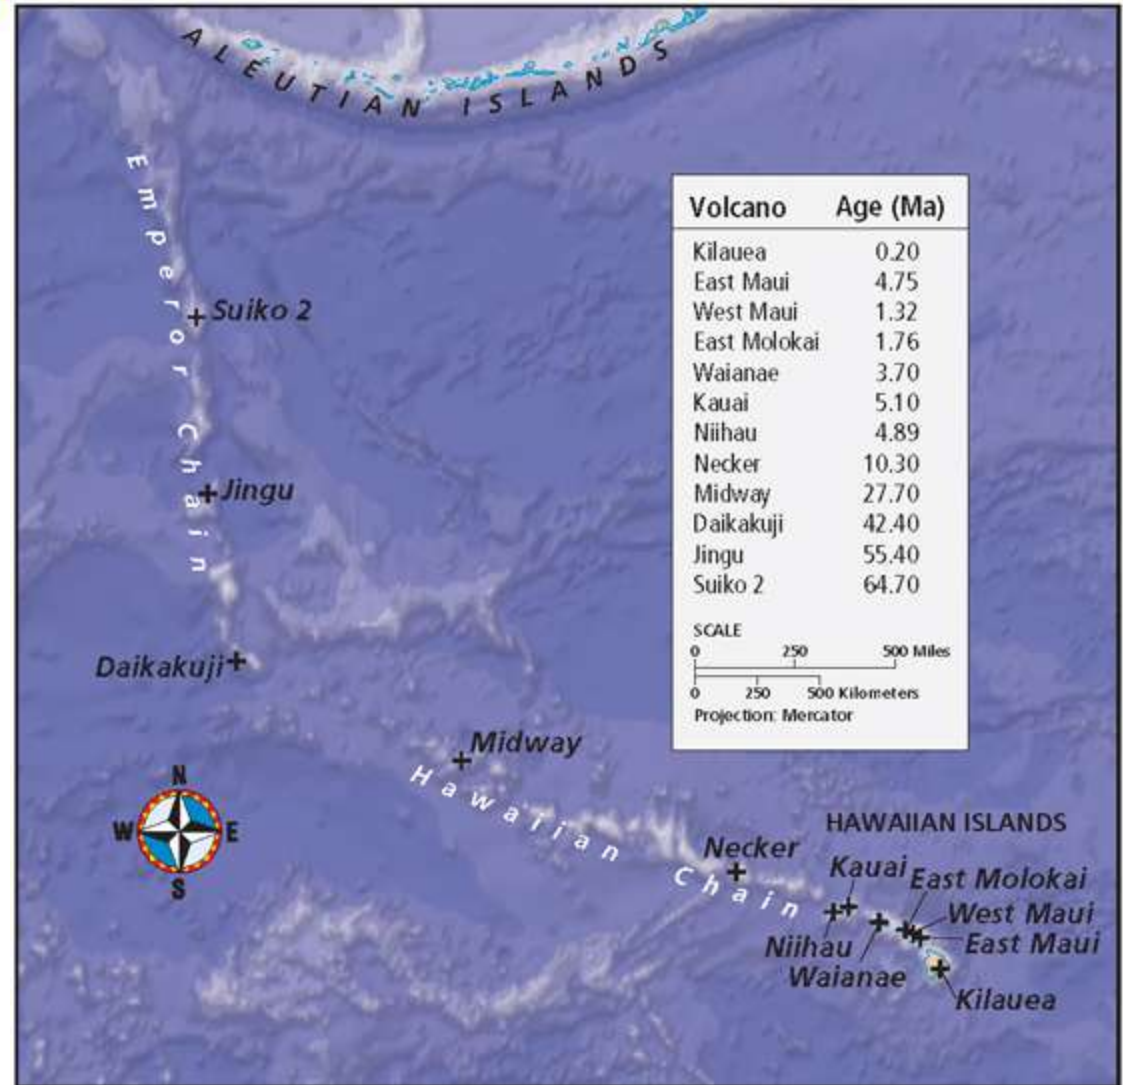 ALEUTIAN ISLANDS
Emperor Chain
Suiko 2
Volcano Age (Ma)
Kilauea 0.20
East Maui 4.75
West Maui 1.32
East Molokai 1.76
Waianae 3.70
Kauai 5.10
Niihau 4.89
Necker 10.30
Midway 27.70
Daikakuji 42.40
Jingu 55.40
Suiko 2 64.70
SCALE
0 250 500 Miles
0 250 500 Kilometers
Projection: Mercator
Jingu
Daikakuji
Midway
Hawaiian Chain
N
W E
S
HAWAIIAN ISLANDS
Necker
Kauai
East Molokai
West Maui
East Maui
Niihau
Waianae
Kilauea